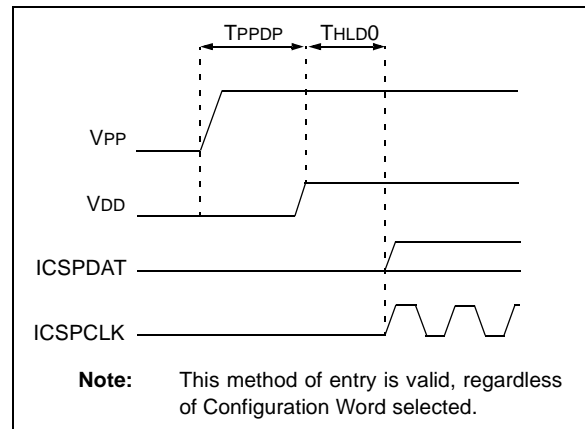 TPPDP THLD0
VPP
VDD
ICSPDAT
ICSPCLK
Note: This method of entry is valid, regardless
of Configuration Word selected.